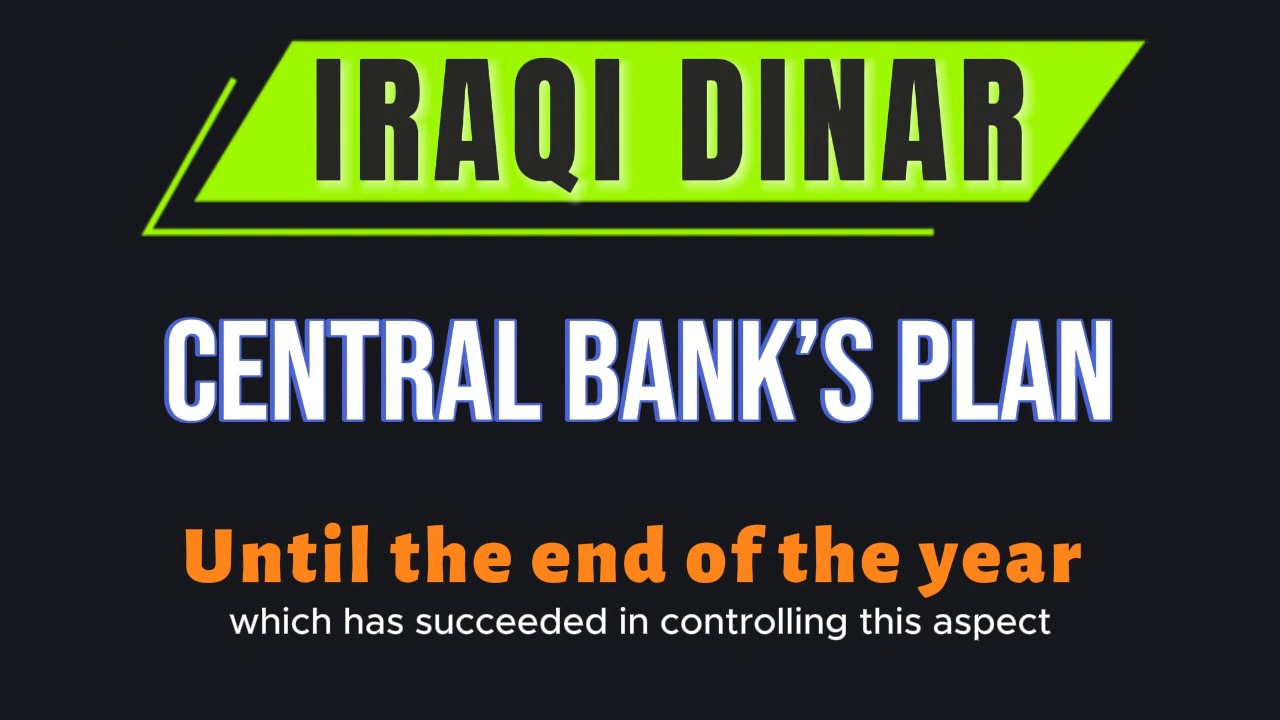 IRAQI DINAR
CENTRAL BANK’S PLAN
Until the end of the year
which has succeeded in controlling this aspect